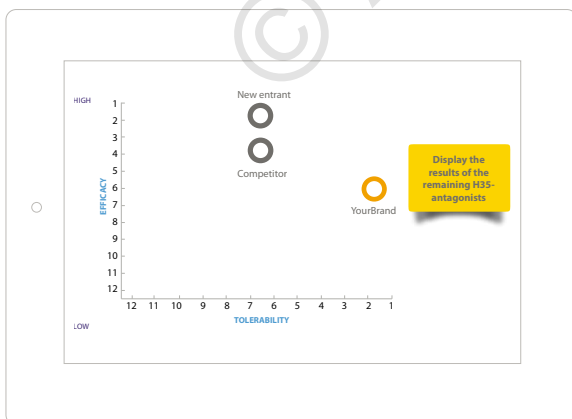 ©
HIGH
New entrant
1
2
3
4
Competitor
5
6
7
YourBrand
8
9
10
11
12
EFFICACY
Display the
results of the
remaining H35-
antagonists
12 11 10 9 8 7 6 5 4 3 2 1
TOLERABILITY
LOW